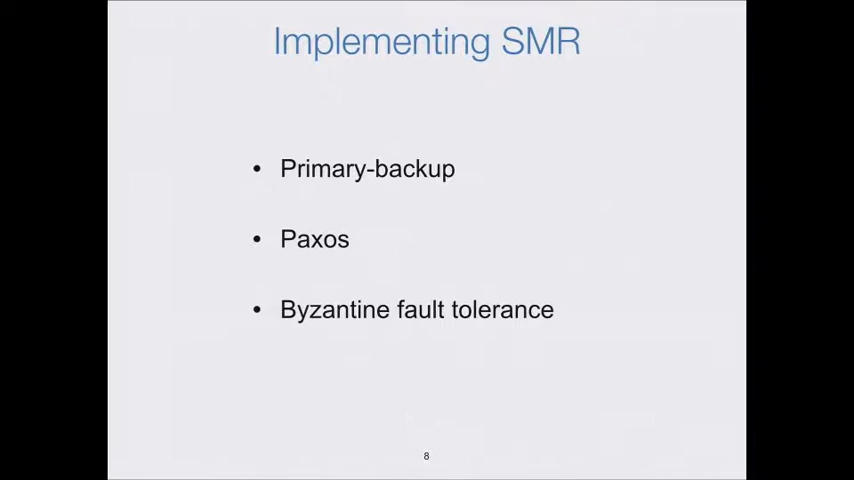 Implementing SMR
• Primary-backup
• Paxos
• Byzantine fault tolerance
8